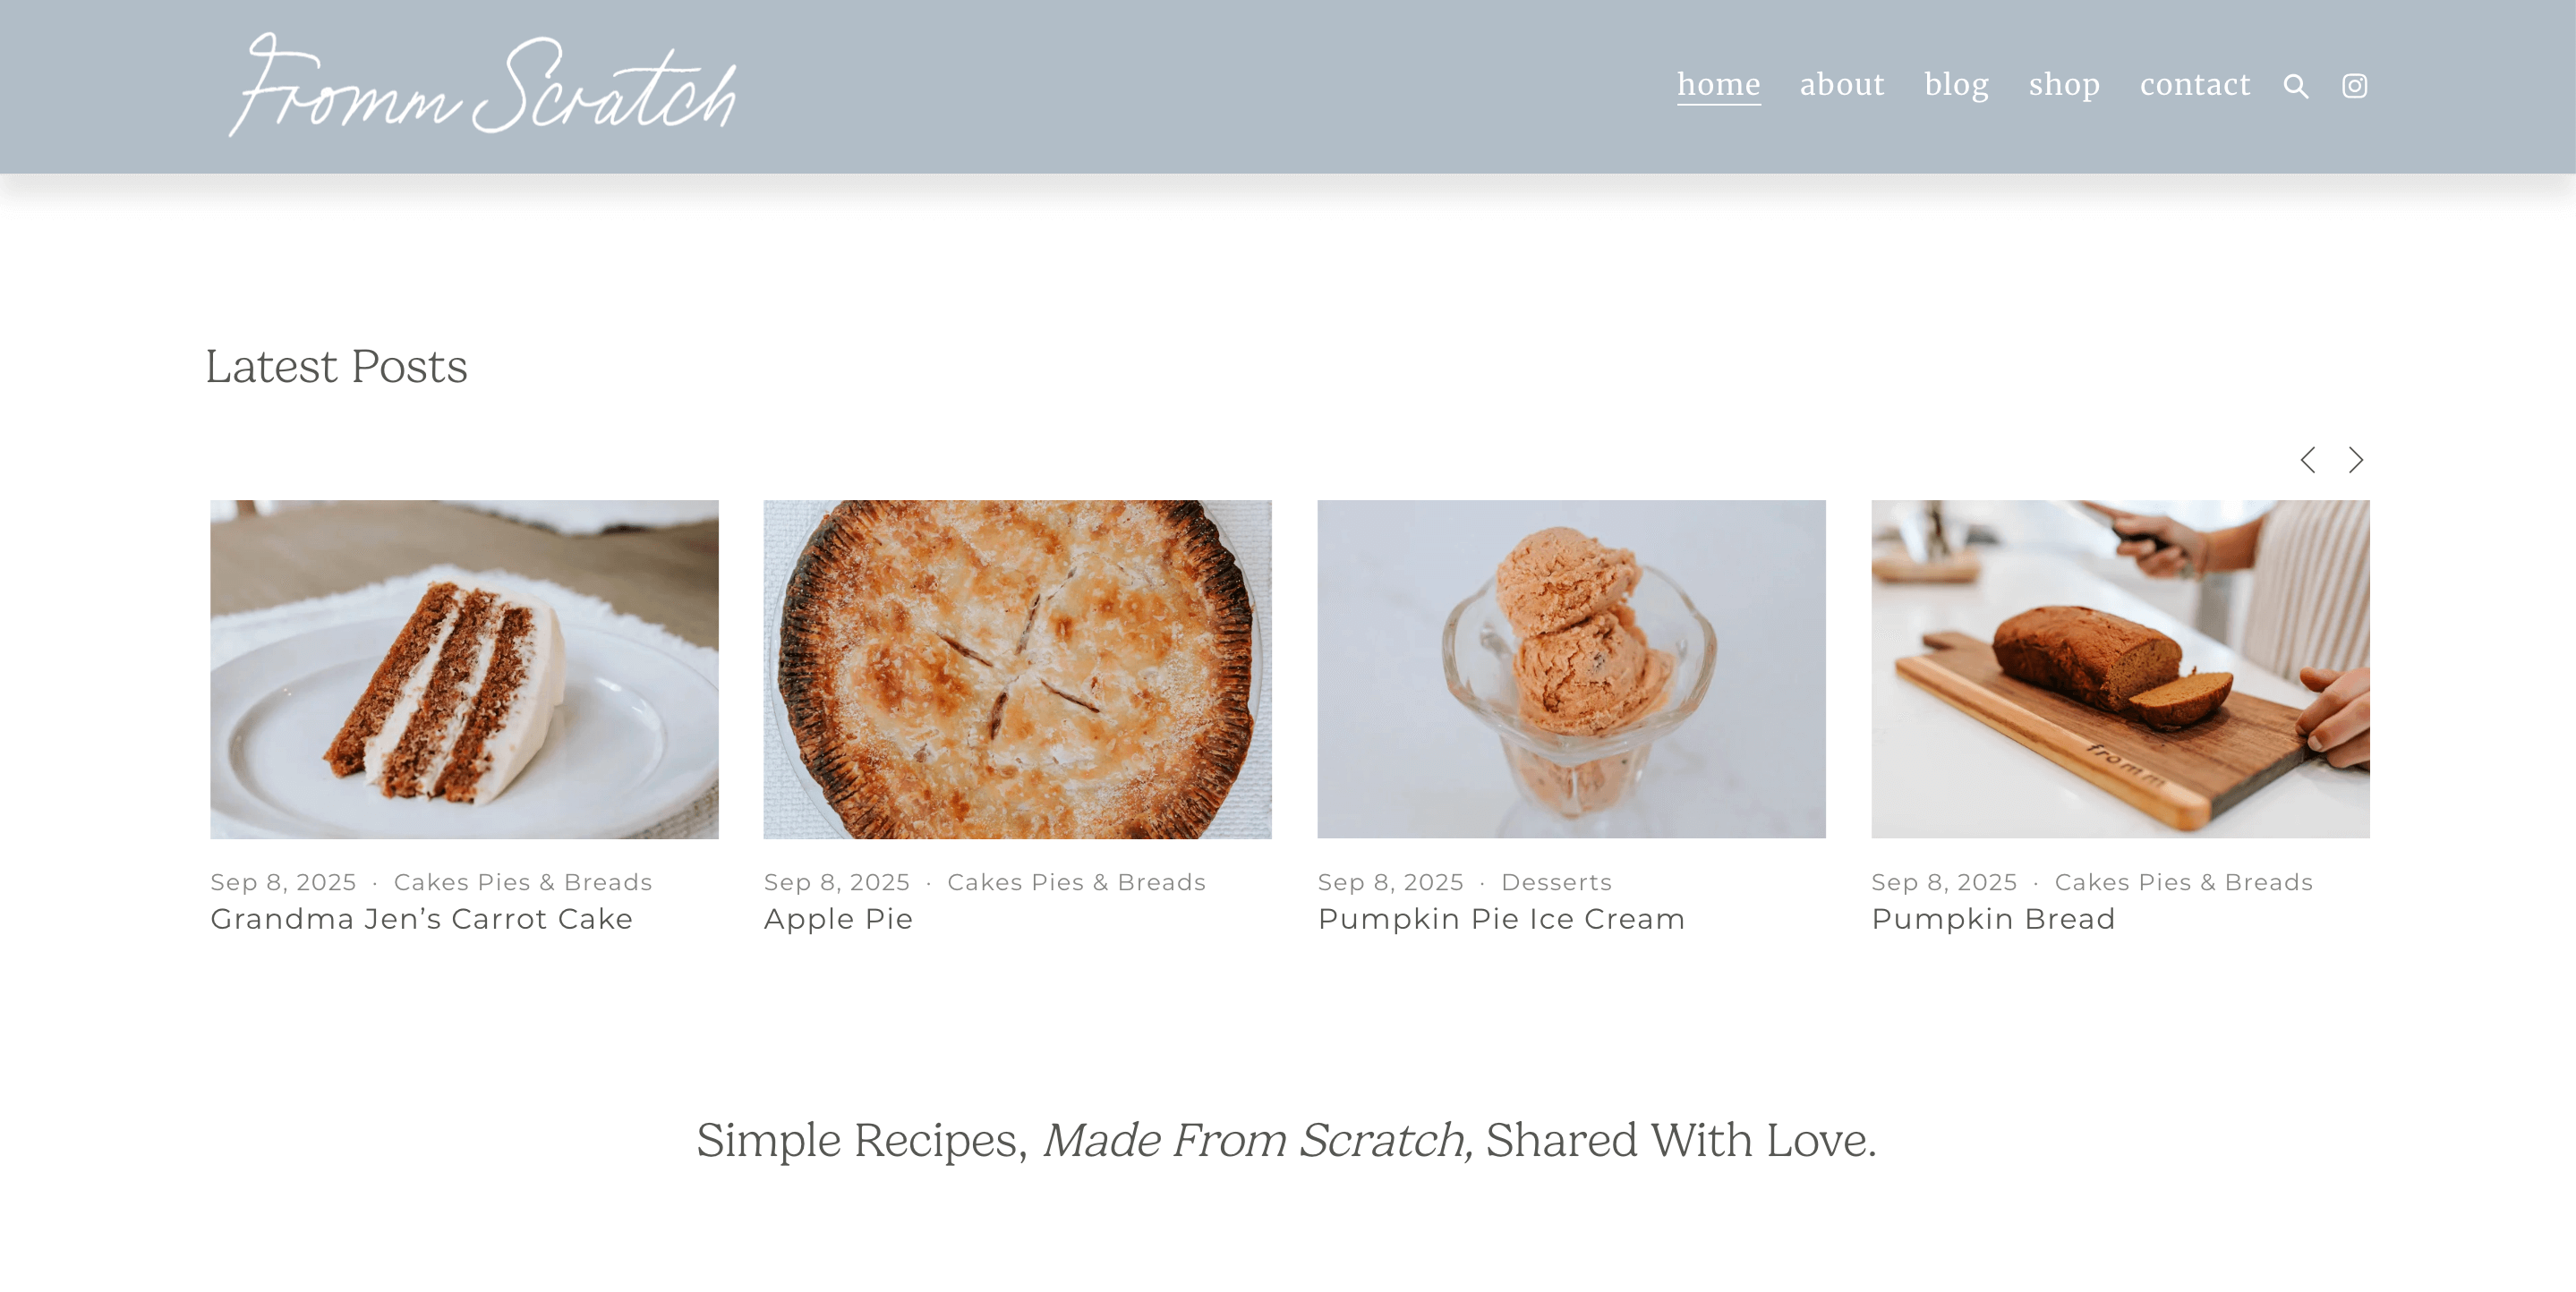 Fromm Scratch
home about blog shop contact
Latest Posts
fromm
Sep 8, 2025 · Cakes Pies & Breads
Grandma Jen’s Carrot Cake
Sep 8, 2025 · Cakes Pies & Breads
Apple Pie
Sep 8, 2025 · Desserts
Pumpkin Pie Ice Cream
Sep 8, 2025 · Cakes Pies & Breads
Pumpkin Bread
Simple Recipes, Made From Scratch, Shared With Love.